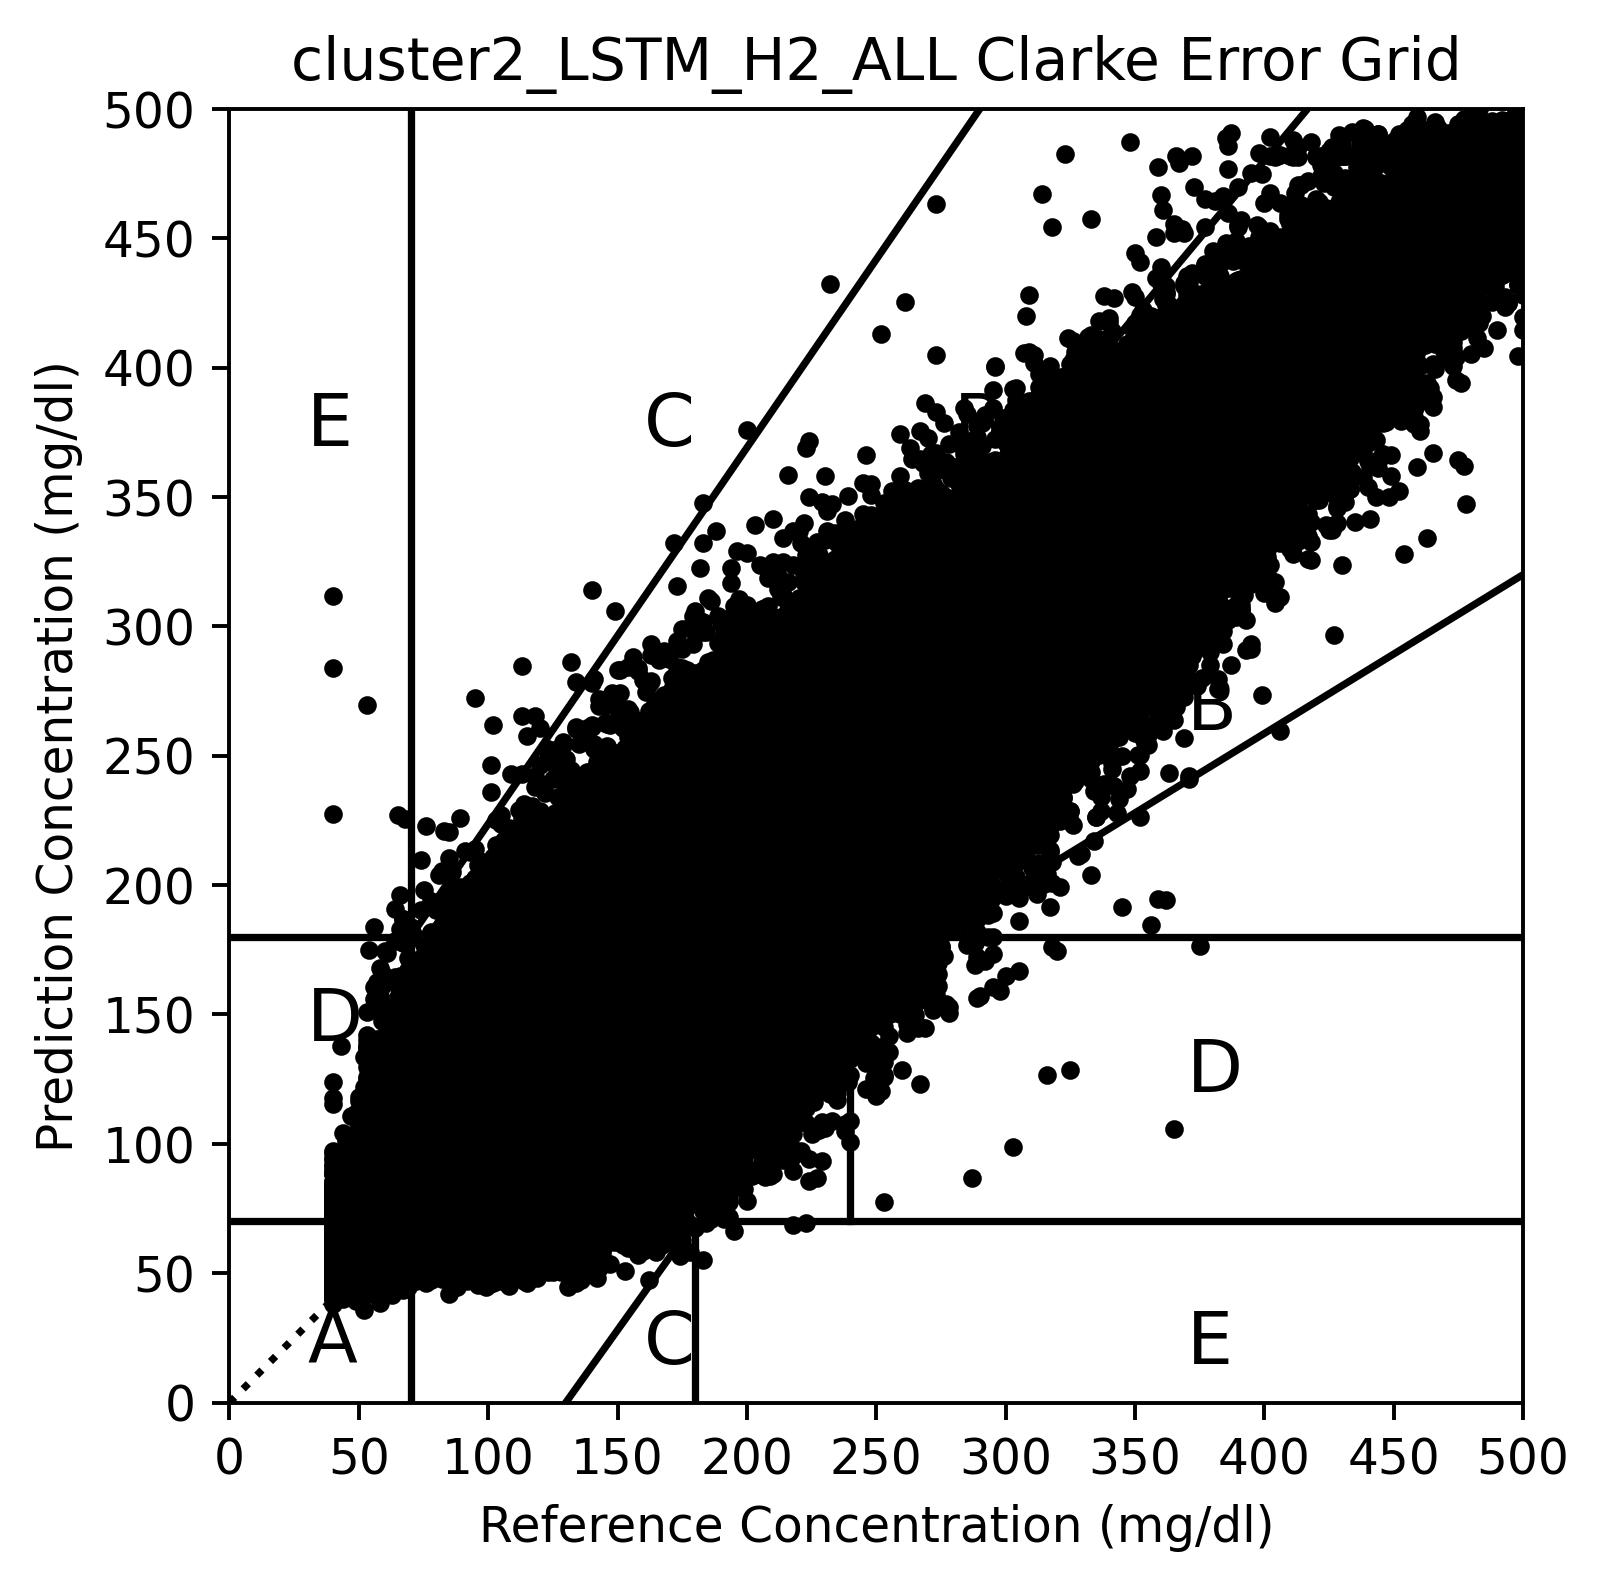 cluster2_LSTM_H2_ALL Clarke Error Grid
Prediction Concentration (mg/dl)
500
450
400
350
300
250
200
150
100
50
0
E
C
B
D
D
A
C
E
0 50 100 150 200 250 300 350 400 450 500
Reference Concentration (mg/dl)